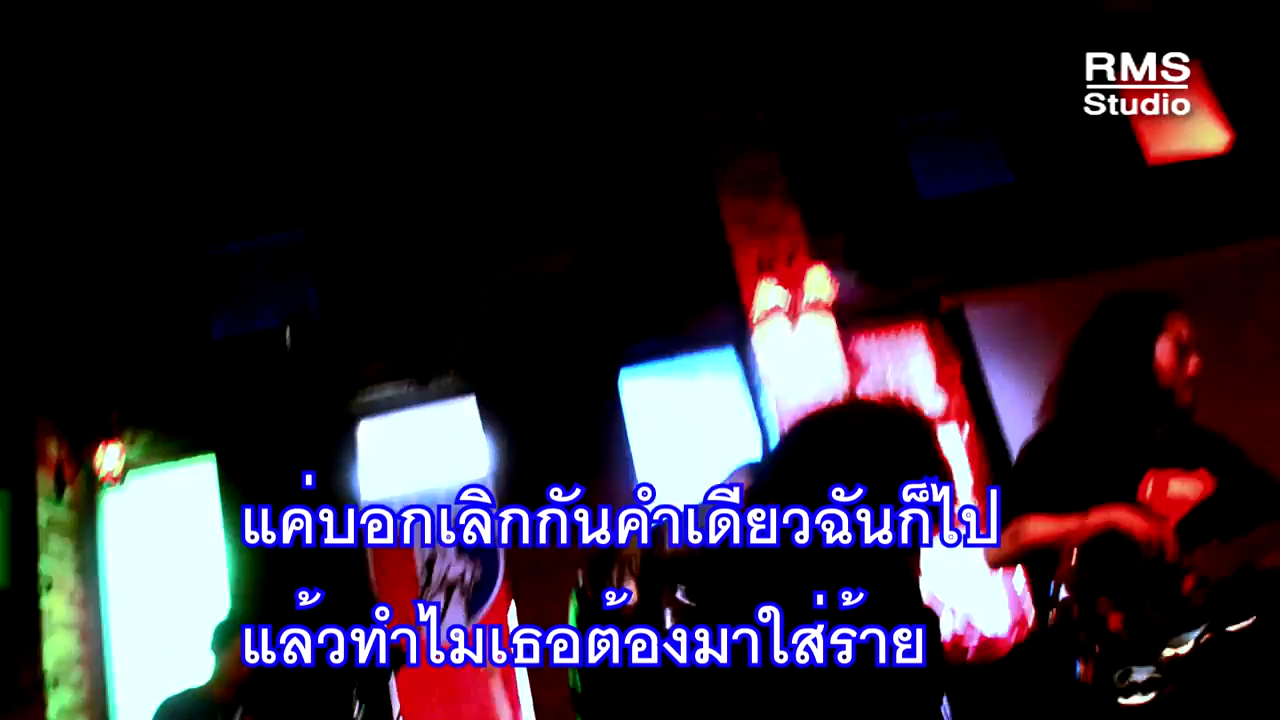 RMS
Studio
แค่บอกเลิกกันคำเดียวฉันก็ไป
แล้วทำไมเธอต้องมาใส่ร้าย